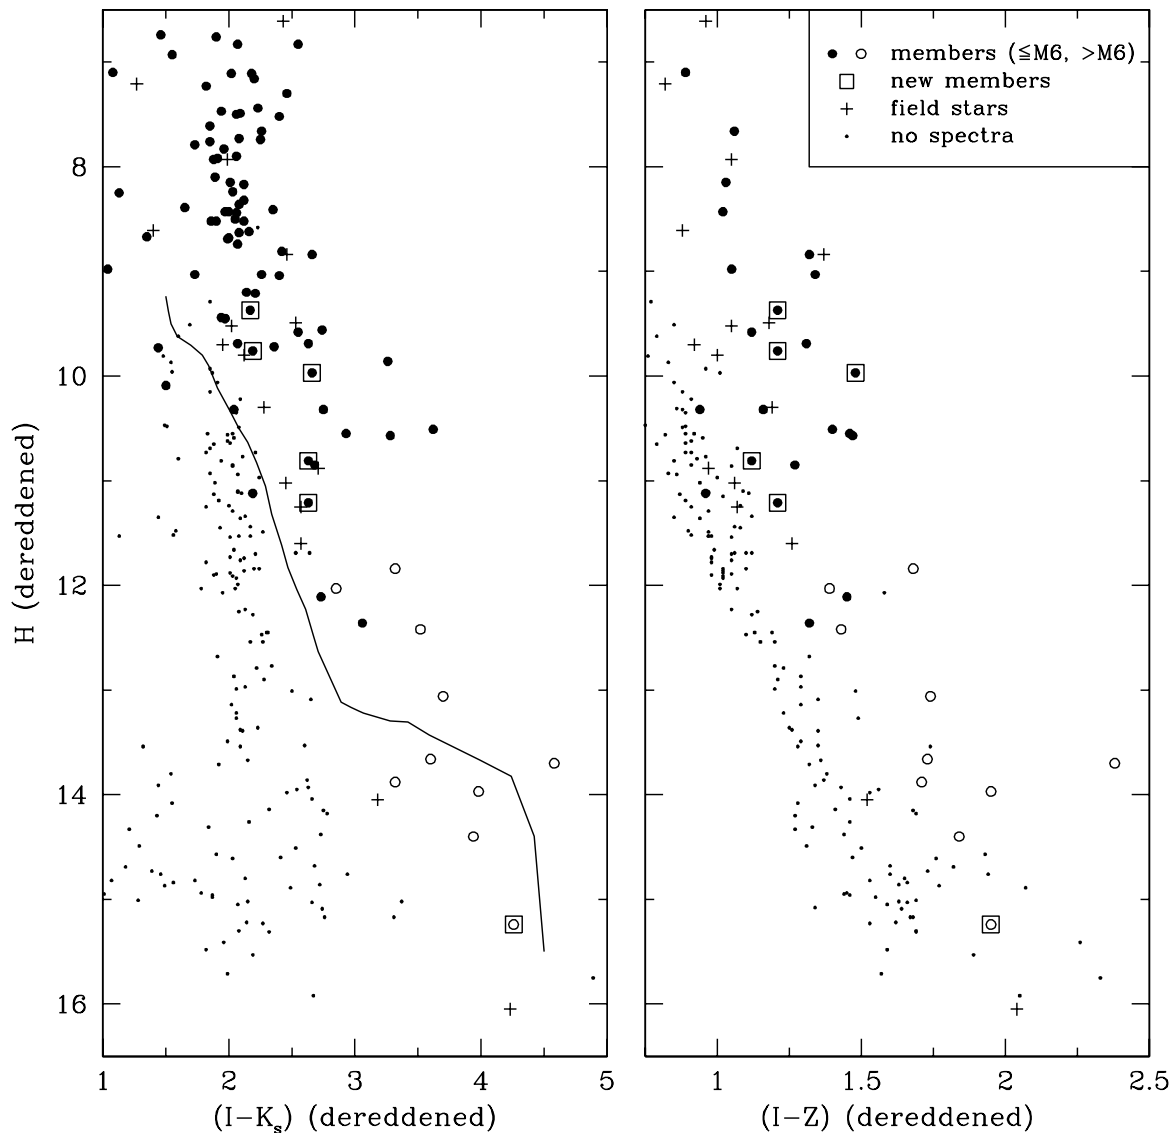 members (≦M6, >M6)
new members
field stars
no spectra
8
10
12
14
16
H (dereddened)
1 2 3 4 5
1 1.5 2 2.5
(I−Kₛ) (dereddened)
(I−Z) (dereddened)